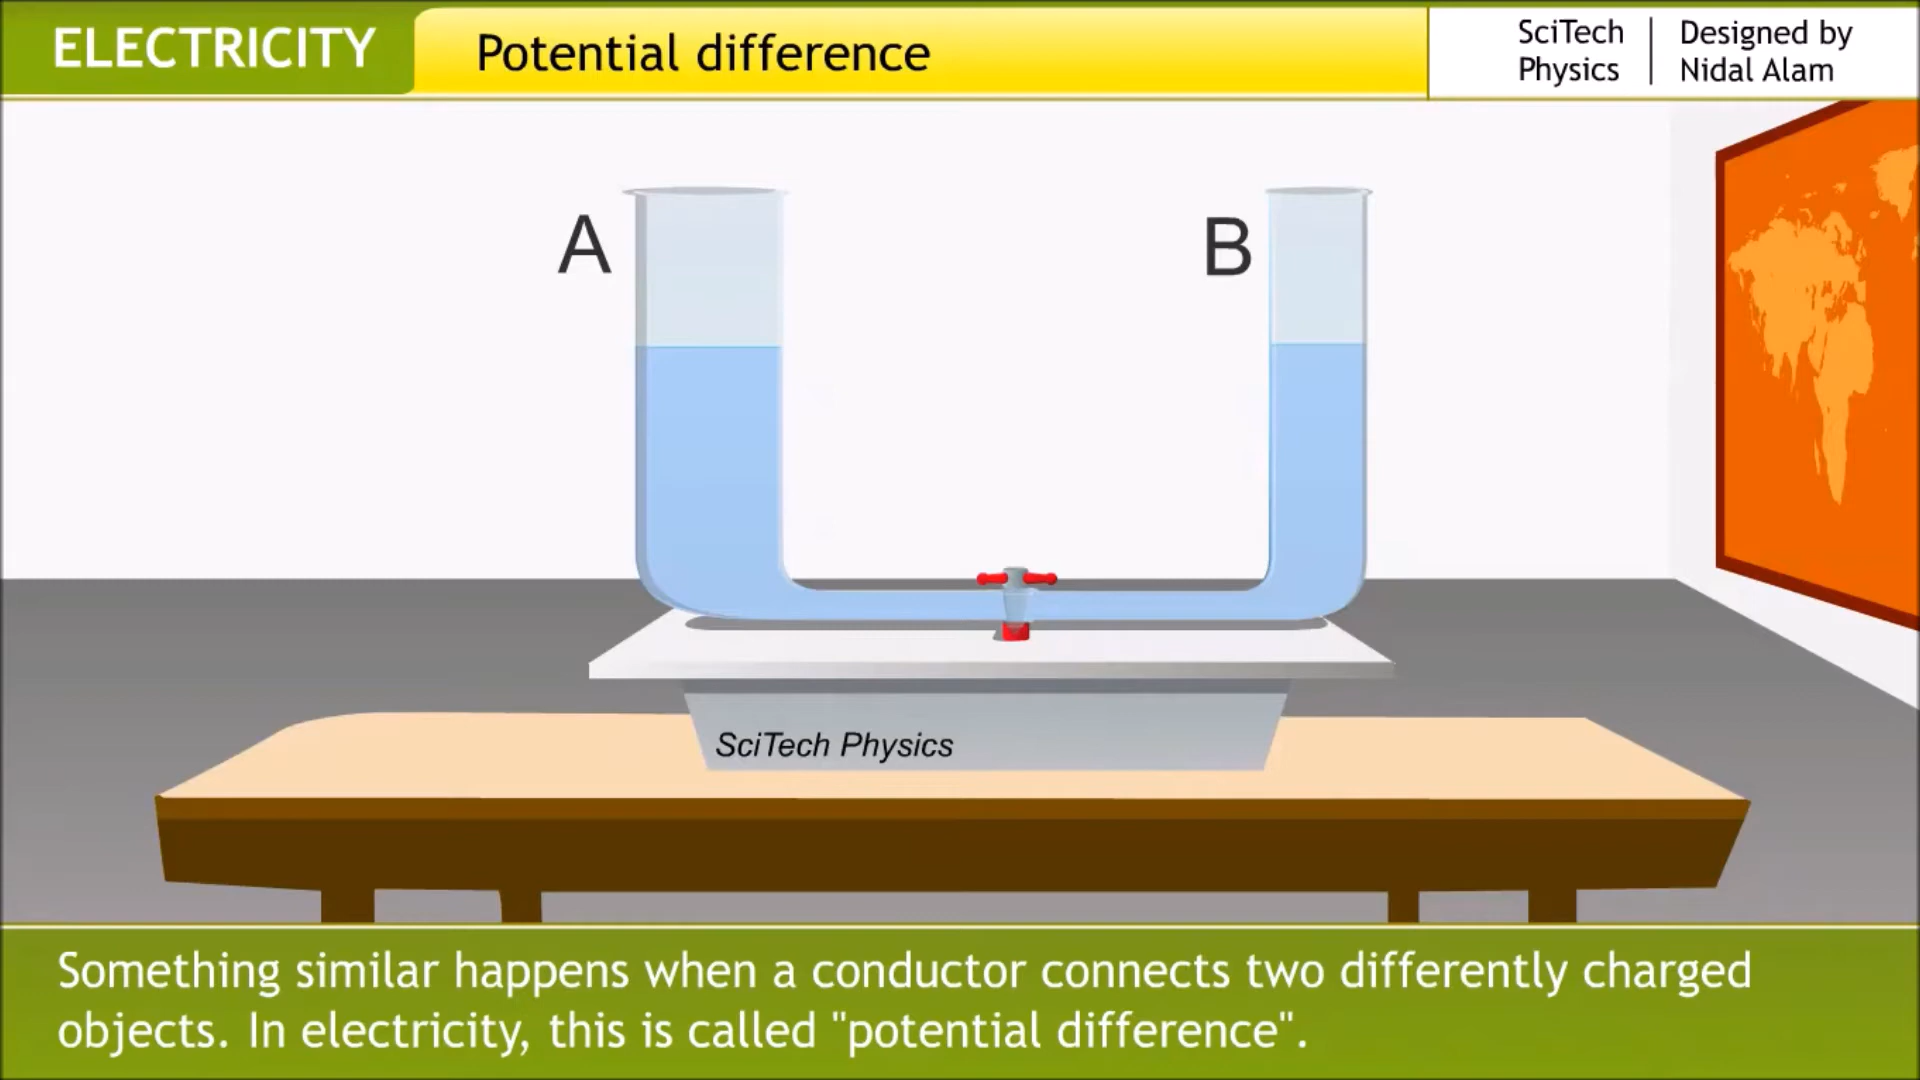 ELECTRICITY
Potential difference
SciTech
Physics
Designed by
Nidal Alam
A
B
SciTech Physics
Something similar happens when a conductor connects two differently charged
objects. In electricity, this is called "potential difference".